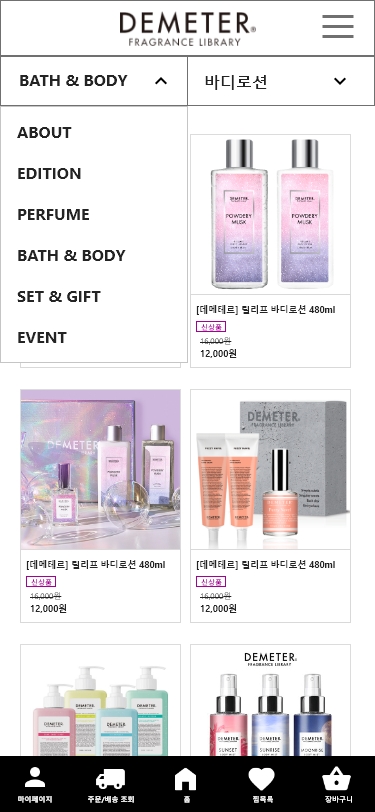 DEMETER®
FRAGRANCE LIBRARY
BATH & BODY
바디로션
ABOUT
EDITION
PERFUME
BATH & BODY
SET & GIFT
EVENT
DEMETER
POWDERY
MUSK
DEMETER
POWDERY
MUSK
[데메테르] 릴리프 바디로션 480ml
신상품
16,000원
12,000원
DEMETER
[데메테르] 릴리프 바디로션 480ml
신상품
16,000원
12,000원
DEMETER
FRAGRANCE LIBRARY
[데메테르] 릴리프 바디로션 480ml
신상품
16,000원
12,000원
DEMETER
DEMETER
DEMETER.
FRAGRANCE LIBRARY
SUNSET
SUNRISE
MOONRISE
마이페이지
주문/배송 조회
홈
찜목록
장바구니